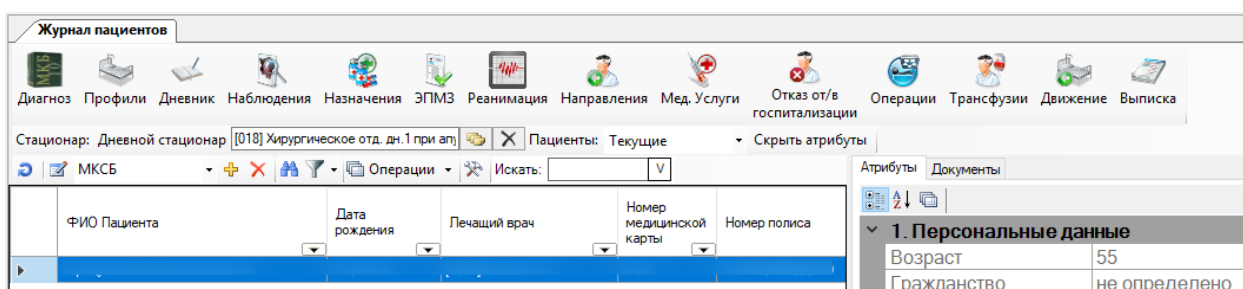 Журнал пациентов
МКБ 10
Диагноз Профили Дневник Наблюдения Назначения ЭПМЗ Реанимация Направления Мед. Услуги Отказ от/в госпитализации Операции Трансфузии Движение Выписка
Стационар: Дневной стационар [018] Хирургическое отд. дн.1 при Пациенты: Текущие Скрыть атрибуты
МКСБ Операции Искать: V
Атрибуты Документы
ФИО Пациента Дата рождения Лечащий врач Номер медицинской карты Номер полиса
1. Персональные данные
Возраст 55
Гражданство не определено